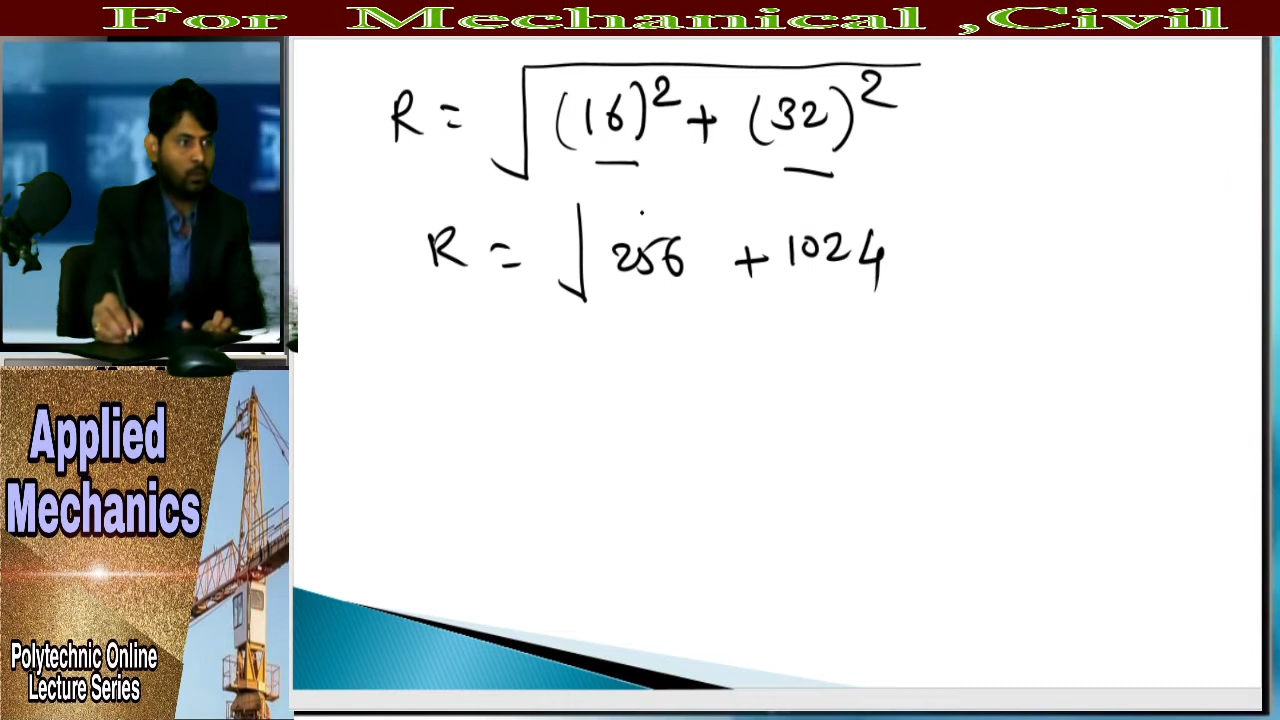 For Mechanical ,Civil
R = √(16)² + (32)²
R = √256 + 1024
Applied
Mechanics
Polytechnic Online
Lecture Series